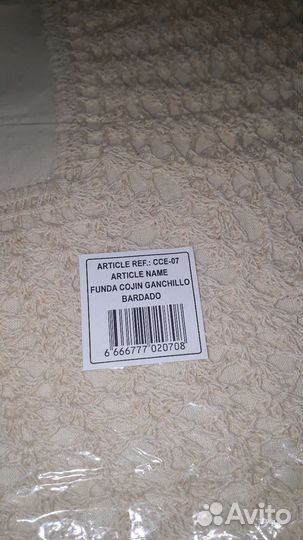 ARTICLE REF.: CCE-07
ARTICLE NAME
FUNDA COJIN GANCHILLO
BARDADO
6 666777 020708
Avito